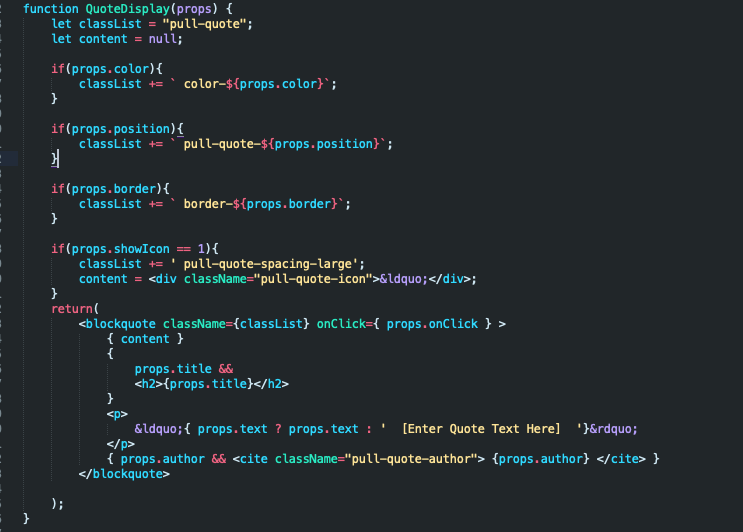 function QuoteDisplay(props) {
    let classList = "pull-quote";
    let content = null;

    if(props.color){
        classList += ` color-${props.color}`;
    }

    if(props.position){
        classList += ` pull-quote-${props.position}`;
    }

    if(props.border){
        classList += ` border-${props.border}`;
    }

    if(props.showIcon == 1){
        classList += ' pull-quote-spacing-large';
        content = <div className="pull-quote-icon">&ldquo;</div>;
    }
    return(
        <blockquote className={classList} onClick={ props.onClick } >
            { content }
            {
                props.title &&
                <h2>{props.title}</h2>
            }
            <p>
                &ldquo;{ props.text ? props.text : '  [Enter Quote Text Here]  '}&rdquo;
            </p>
            { props.author && <cite className="pull-quote-author"> {props.author} </cite> }
        </blockquote>

    );
}